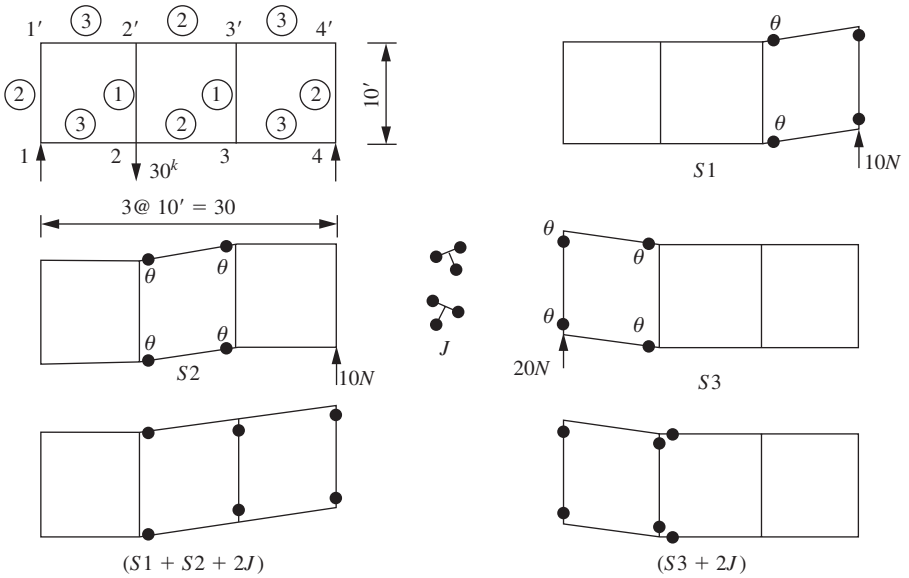 ③ ② ③
1′ 2′ 3′ 4′
② ① ① ②
③ ② ③
10′
1 2 3 4
30ᵏ
3@ 10′ = 30
θ
θ
S1
10N
θ θ
θ θ
S2
10N
J
θ θ
θ θ
20N
S3
(S1 + S2 + 2J)
(S3 + 2J)